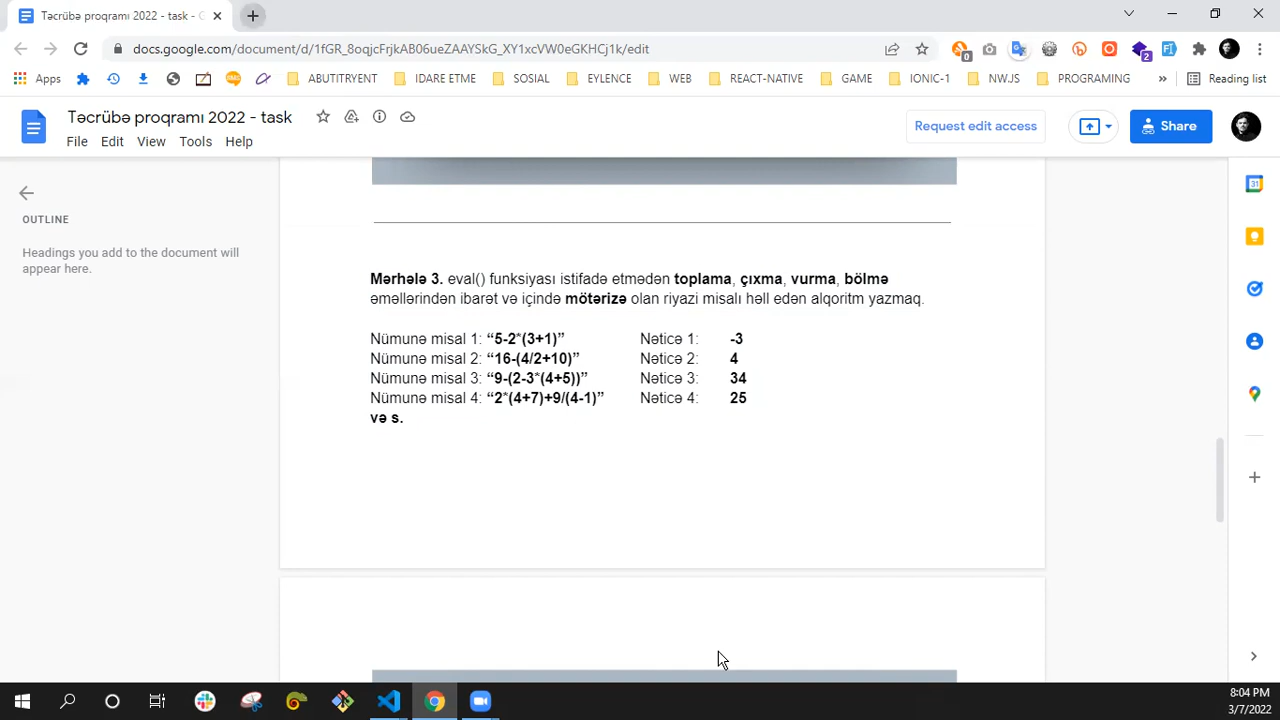 Təcrübə proqramı 2022 - task - G
docs.google.com/document/d/1fGR_8oqjcFrjkAB06ueZAAYSkG_XY1xcVW0eGKHCj1k/edit
0
2
Apps
ABUTITRYENT
IDARE ETME
SOSIAL
EYLENCE
WEB
REACT-NATIVE
GAME
IONIC-1
NW.JS
PROGRAMING
»
Reading list
Təcrübə proqramı 2022 - task
Request edit access
Share
File Edit View Tools Help
OUTLINE
Headings you add to the document will
appear here.
31
Mərhələ 3. eval() funksiyası istifadə etmədən toplama, çıxma, vurma, bölmə
əməllərindən ibarət və içində mötərizə olan riyazi misalı həll edən alqoritm yazmaq.
Nümunə misal 1: “5-2*(3+1)” Nəticə 1: -3
Nümunə misal 2: “16-(4/2+10)” Nəticə 2: 4
Nümunə misal 3: “9-(2-3*(4+5))” Nəticə 3: 34
Nümunə misal 4: “2*(4+7)+9/(4-1)” Nəticə 4: 25
və s.
8:04 PM
3/7/2022